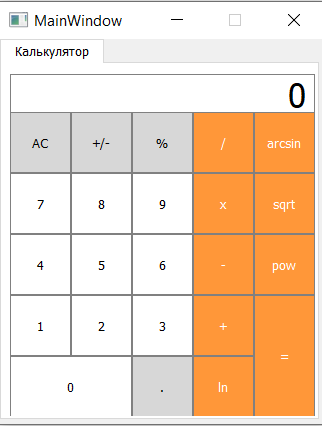 MainWindow
Калькулятор
0
AC +/- % / arcsin
7 8 9 x sqrt
4 5 6 - pow
1 2 3 +
=
0 . ln